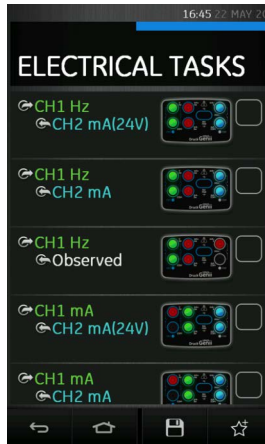 16:45 22 MAY 20
ELECTRICAL TASKS
CH1 Hz
CH2 mA(24V)
CH1 Hz
CH2 mA
CH1 Hz
Observed
CH1 mA
CH2 mA(24V)
CH1 mA
CH2 mA